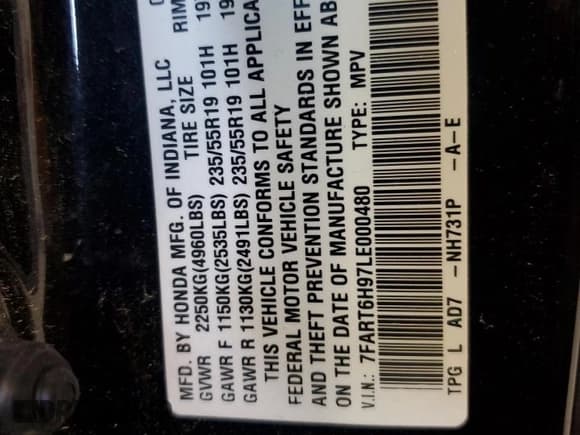 MFD. BY HONDA MFG. OF INDIANA, LLC
TIRE SIZE RIM
GVWR 2250KG(4960LBS)
GAWR F 1150KG(2535LBS) 235/55R19 101H 19
GAWR R 1130KG(2491LBS) 235/55R19 101H 19
THIS VEHICLE CONFORMS TO ALL APPLICA
FEDERAL MOTOR VEHICLE SAFETY
AND THEFT PREVENTION STANDARDS IN EFF
ON THE DATE OF MANUFACTURE SHOWN AB
V.I.N.: 7FART6H97LE000480 TYPE: MPV
TPG L AD7 -NH731P -A-E